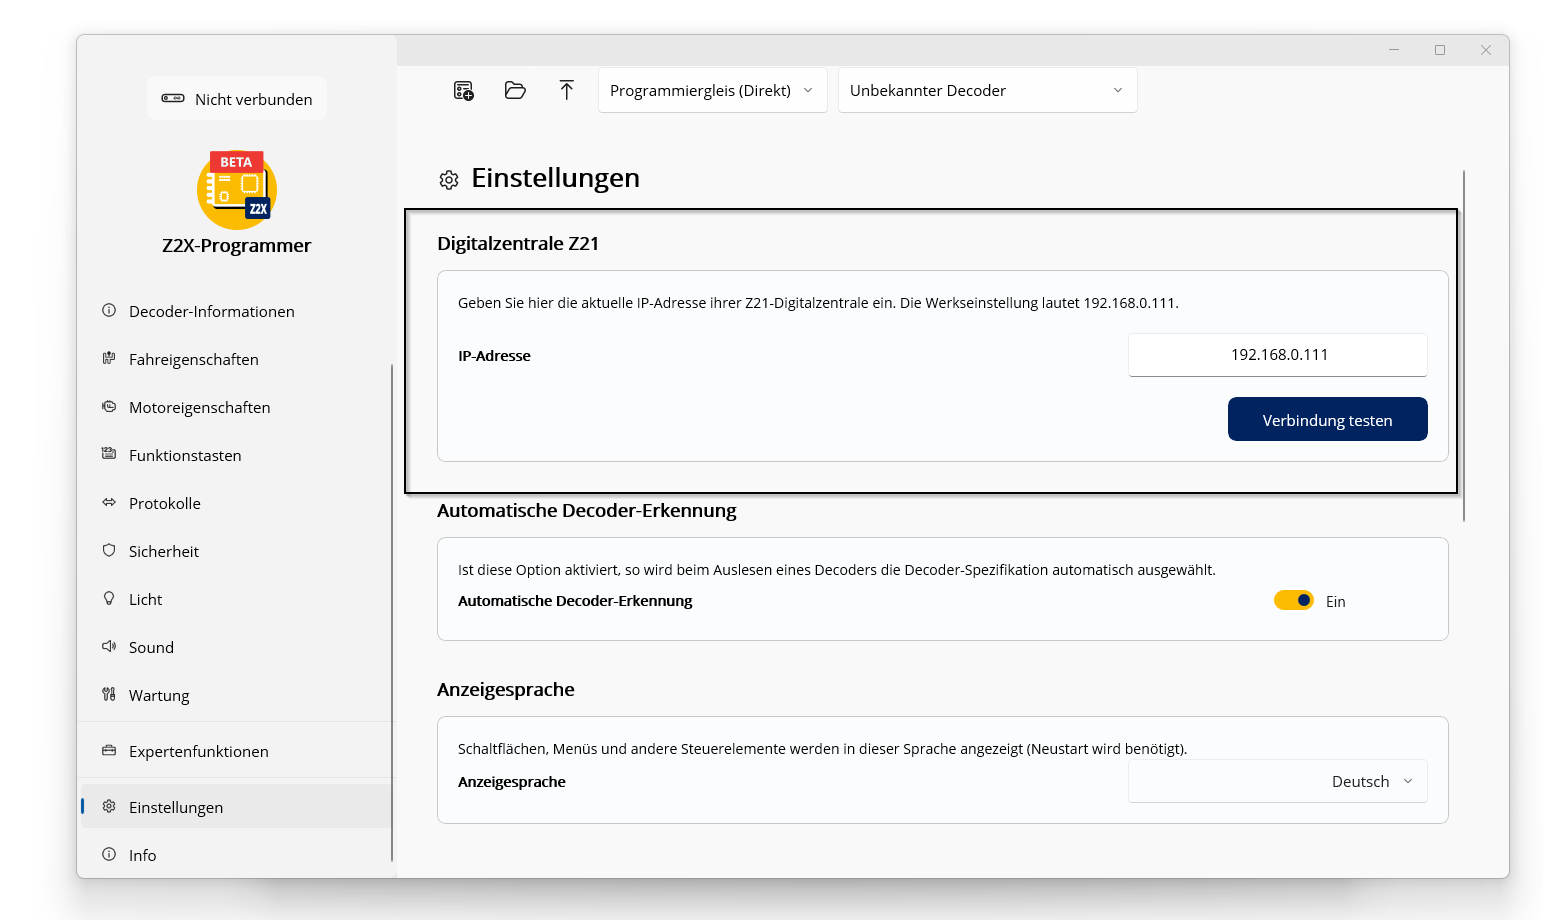 Nicht verbunden
BETA
Z2X
Z2X-Programmer
Decoder-Informationen
Fahreigenschaften
Motoreigenschaften
Funktionstasten
Protokolle
Sicherheit
Licht
Sound
Wartung
Expertenfunktionen
Einstellungen
Info
Programmiergleis (Direkt)
Unbekannter Decoder
Einstellungen
Digitalzentrale Z21
Geben Sie hier die aktuelle IP-Adresse ihrer Z21-Digitalzentrale ein. Die Werkseinstellung lautet 192.168.0.111.
IP-Adresse
192.168.0.111
Verbindung testen
Automatische Decoder-Erkennung
Ist diese Option aktiviert, so wird beim Auslesen eines Decoders die Decoder-Spezifikation automatisch ausgewählt.
Automatische Decoder-Erkennung
Ein
Anzeigesprache
Schaltflächen, Menüs und andere Steuerelemente werden in dieser Sprache angezeigt (Neustart wird benötigt).
Anzeigesprache
Deutsch